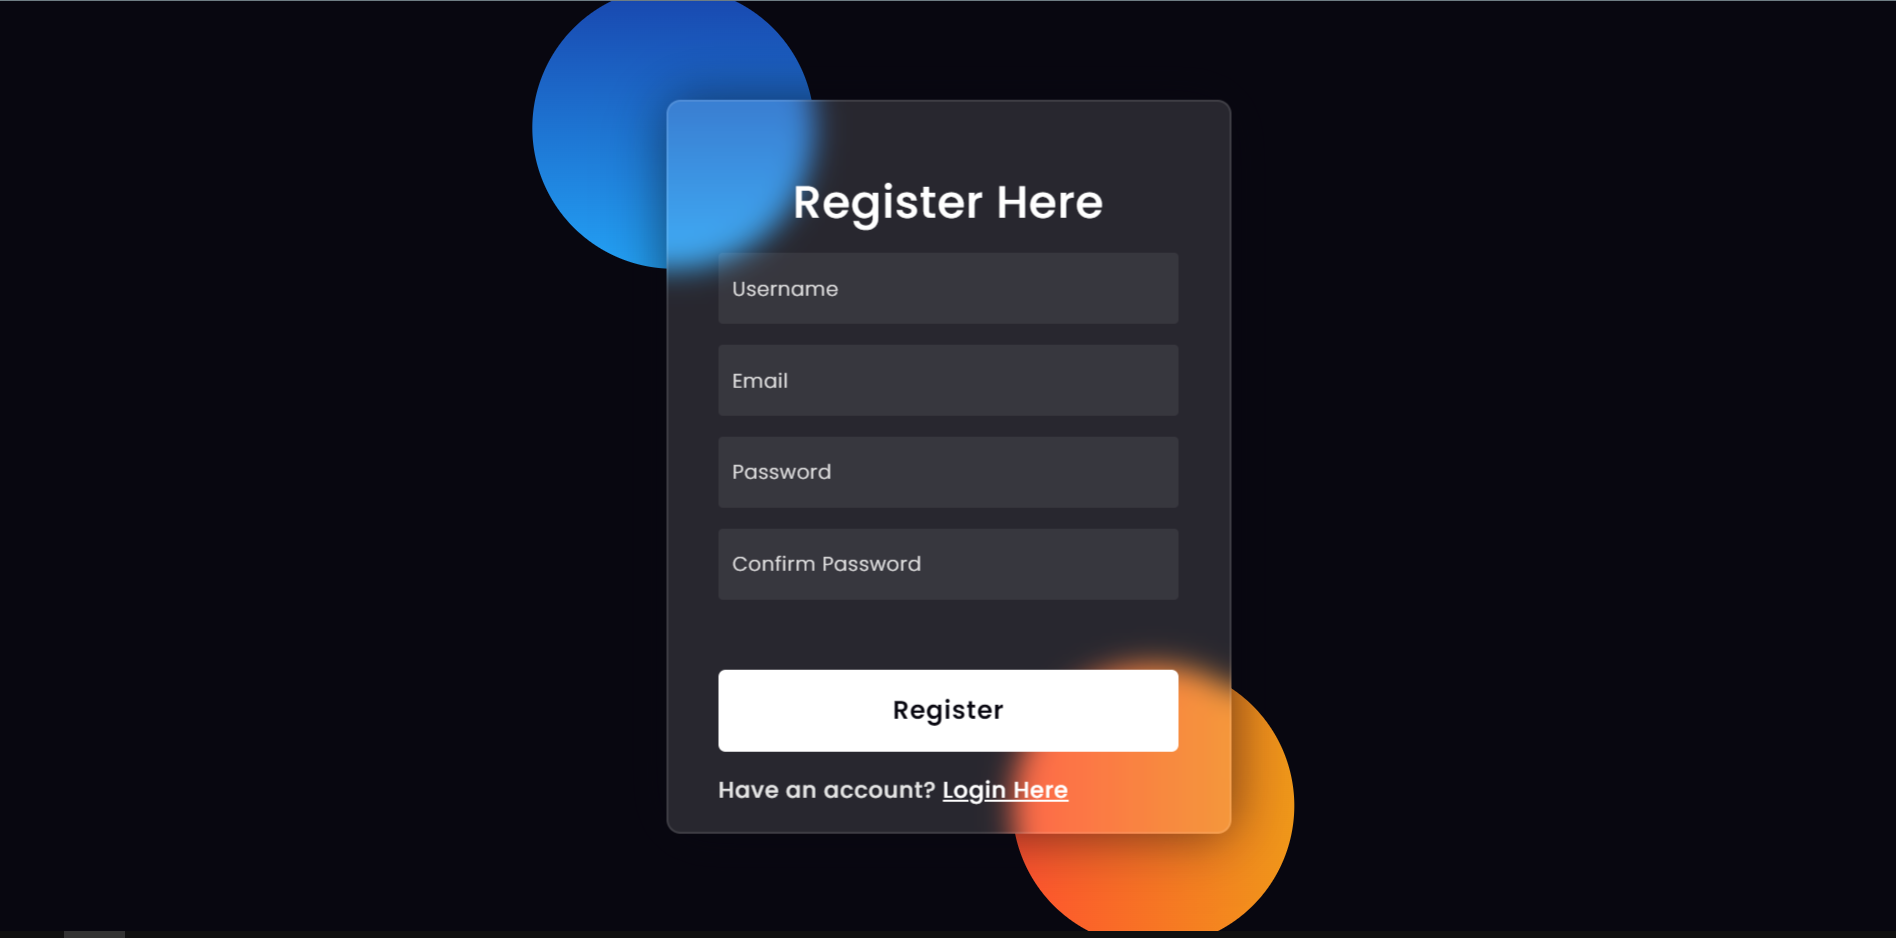 Register Here
Username
Email
Password
Confirm Password
Register
Have an account? Login Here